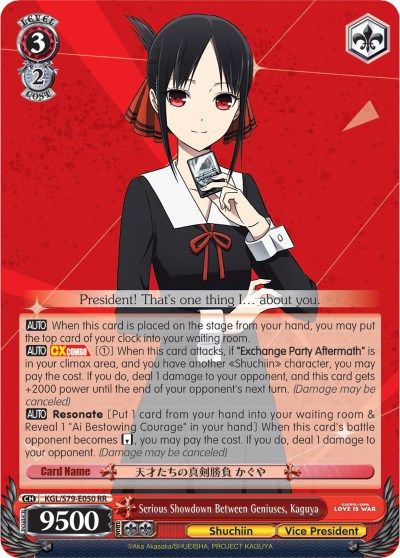 LEVEL
3
2
COST
President! That's one thing I... about you.
AUTO When this card is placed on the stage from your hand, you may put
the top card of your clock into your waiting room.
AUTO CXCOMBO [①] When this card attacks, if "Exchange Party Aftermath" is
in your climax area, and you have another «Shuchiin» character, you may
pay the cost. If you do, deal 1 damage to your opponent, and this card gets
+2000 power until the end of your opponent's next turn. (Damage may be
canceled)
AUTO Resonate [Put 1 card from your hand into your waiting room &
Reveal 1 "Ai Bestowing Courage" in your hand] When this card's battle
opponent becomes , you may pay the cost. If you do, deal 1 damage to
your opponent. (Damage may be canceled)
Card Name 天才たちの真剣勝負 かぐや
CH KGL/S79-E050 RR
Serious Showdown Between Geniuses, Kaguya
KAGUYA-SAMA
LOVE IS WAR
POWER
9500
Shuchiin
Vice President
©Aka Akasaka/SHUEISHA, PROJECT KAGUYA